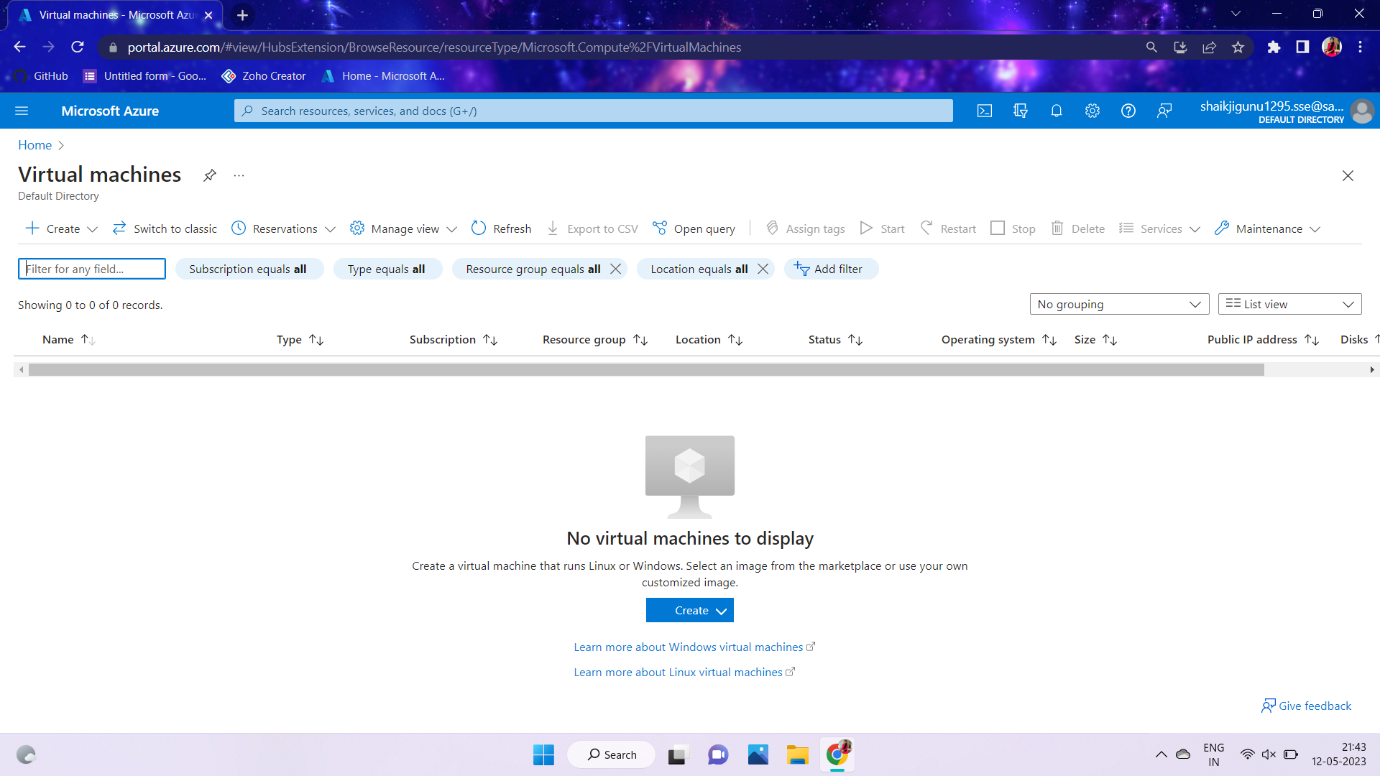 Virtual machines - Microsoft Azu
portal.azure.com/#view/HubsExtension/BrowseResource/resourceType/Microsoft.Compute%2FVirtualMachines
GitHub Untitled form - Goo... Zoho Creator Home - Microsoft A...
Microsoft Azure Search resources, services, and docs (G+/) shaikjigunu1295.sse@sa...
DEFAULT DIRECTORY
Home
Virtual machines ...
Default Directory
Create Switch to classic Reservations Manage view Refresh Export to CSV Open query Assign tags Start Restart Stop Delete Services Maintenance
Filter for any field... Subscription equals all Type equals all Resource group equals all Location equals all Add filter
Showing 0 to 0 of 0 records. No grouping List view
Name Type Subscription Resource group Location Status Operating system Size Public IP address Disks
No virtual machines to display
Create a virtual machine that runs Linux or Windows. Select an image from the marketplace or use your own
customized image.
Create
Learn more about Windows virtual machines
Learn more about Linux virtual machines
Give feedback
Search ENG 21:43
IN 12-05-2023